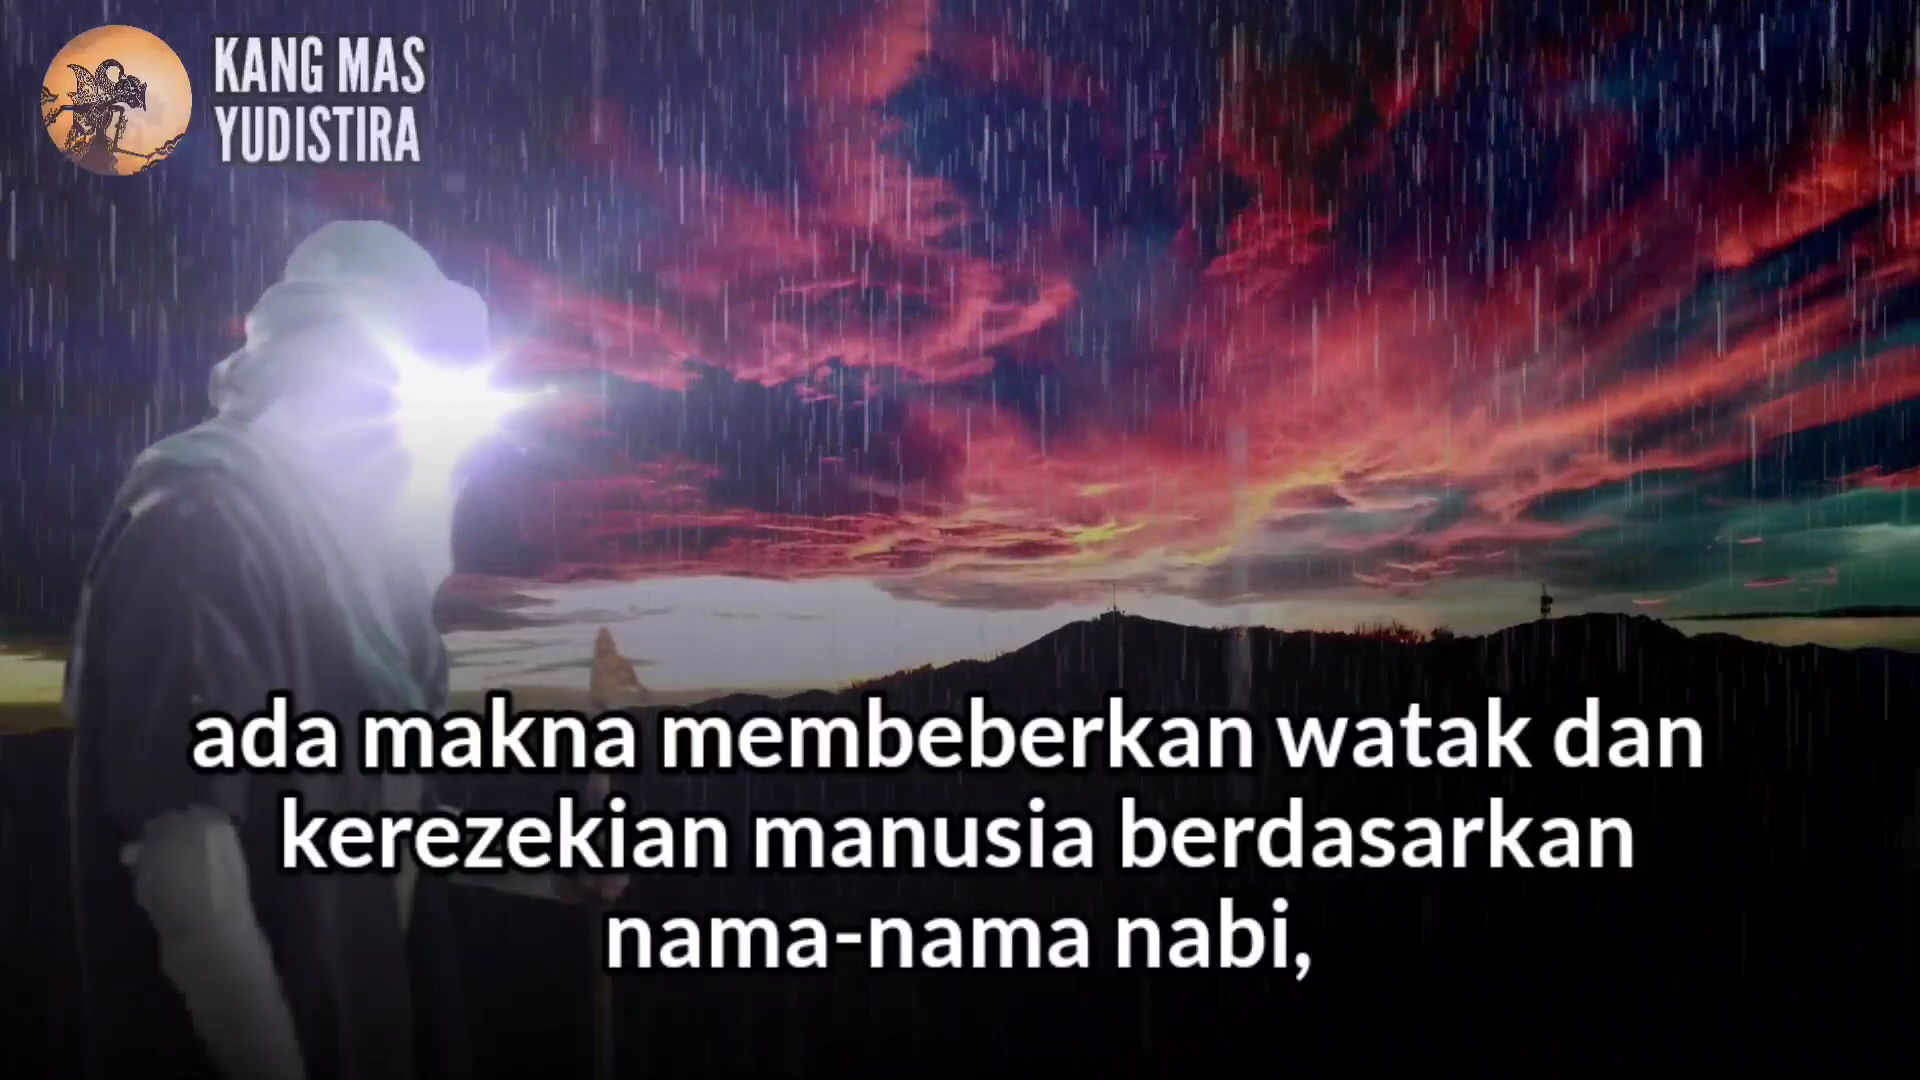 KANG MAS
YUDISTIRA
ada makna membeberkan watak dan
kerezekian manusia berdasarkan
nama-nama nabi,